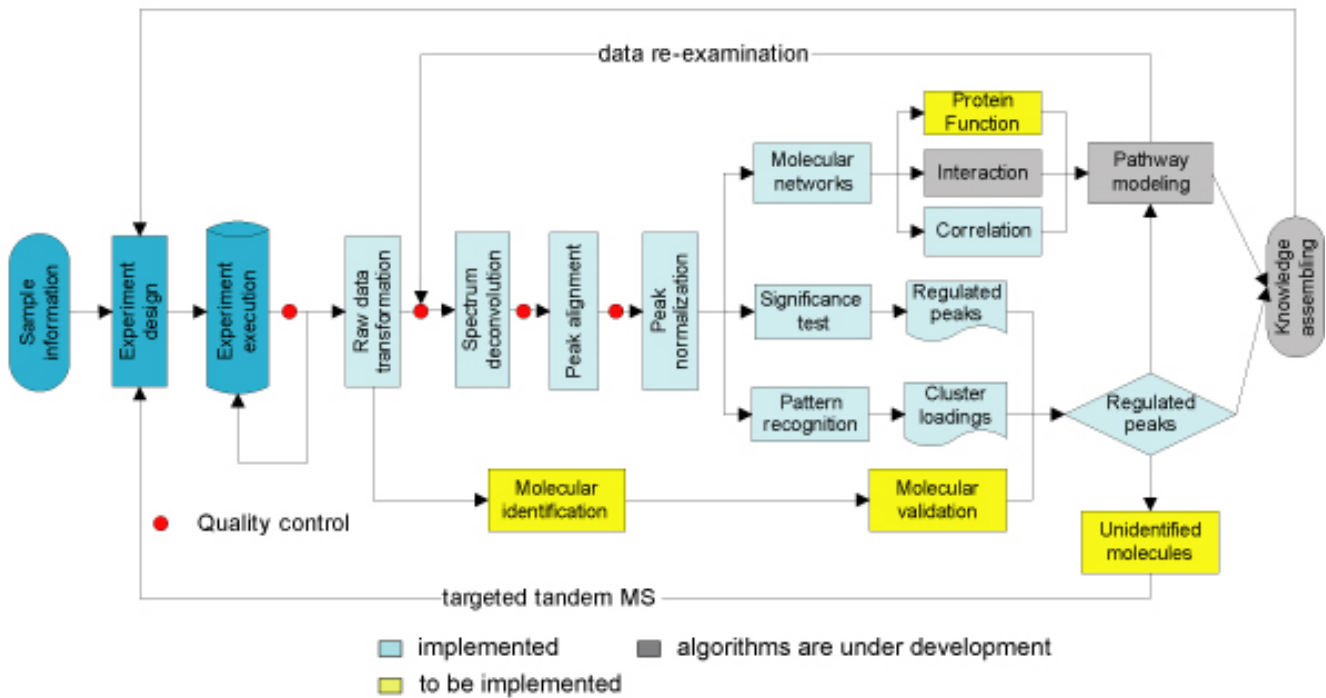 data re-examination
Protein
Function
Molecular
networks
Interaction
Pathway
modeling
Correlation
Sample
information
Experiment
design
Experiment
execution
Raw data
transformation
Spectrum
deconvolution
Peak alignment
Peak
normalization
Significance
test
Regulated
peaks
Knowledge
assembling
Pattern
recognition
Cluster
loadings
Regulated
peaks
Molecular
identification
Molecular
validation
Quality control
Unidentified
molecules
targeted tandem MS
implemented
algorithms are under development
to be implemented